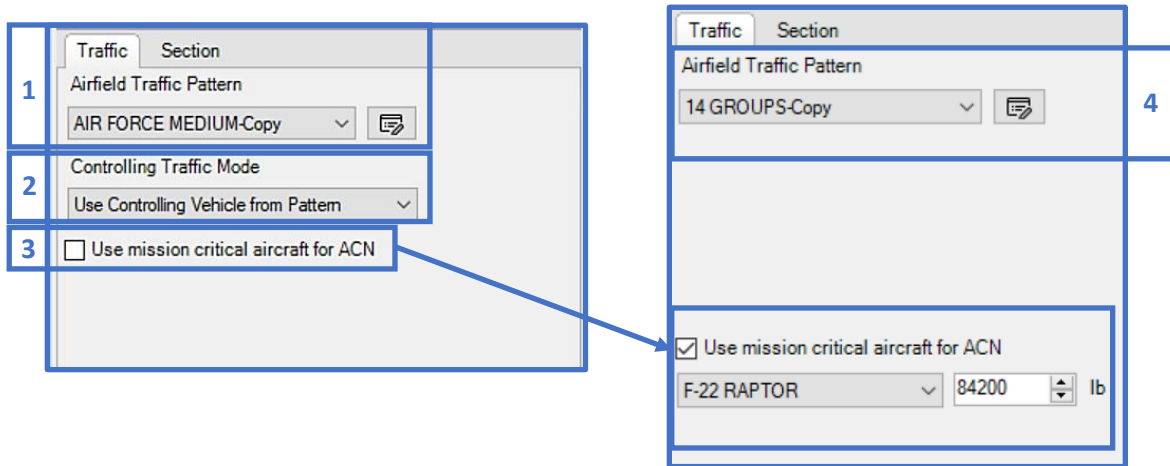 Traffic Section
1
Airfield Traffic Pattern
AIR FORCE MEDIUM-Copy
2
Controlling Traffic Mode
Use Controlling Vehicle from Pattern
3
Use mission critical aircraft for ACN
Traffic Section
Airfield Traffic Pattern
14 GROUPS-Copy
4
Use mission critical aircraft for ACN
F-22 RAPTOR 84200 lb